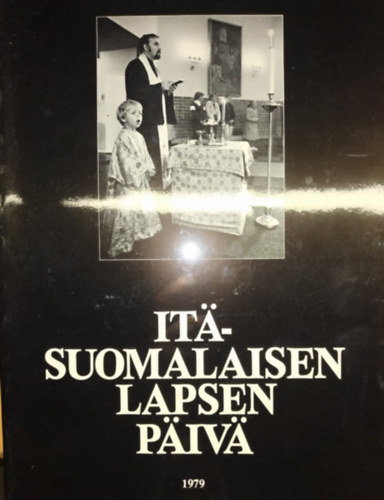 ITÄ-
SUOMALAISEN
LAPSEN
PÄIVÄ
1979